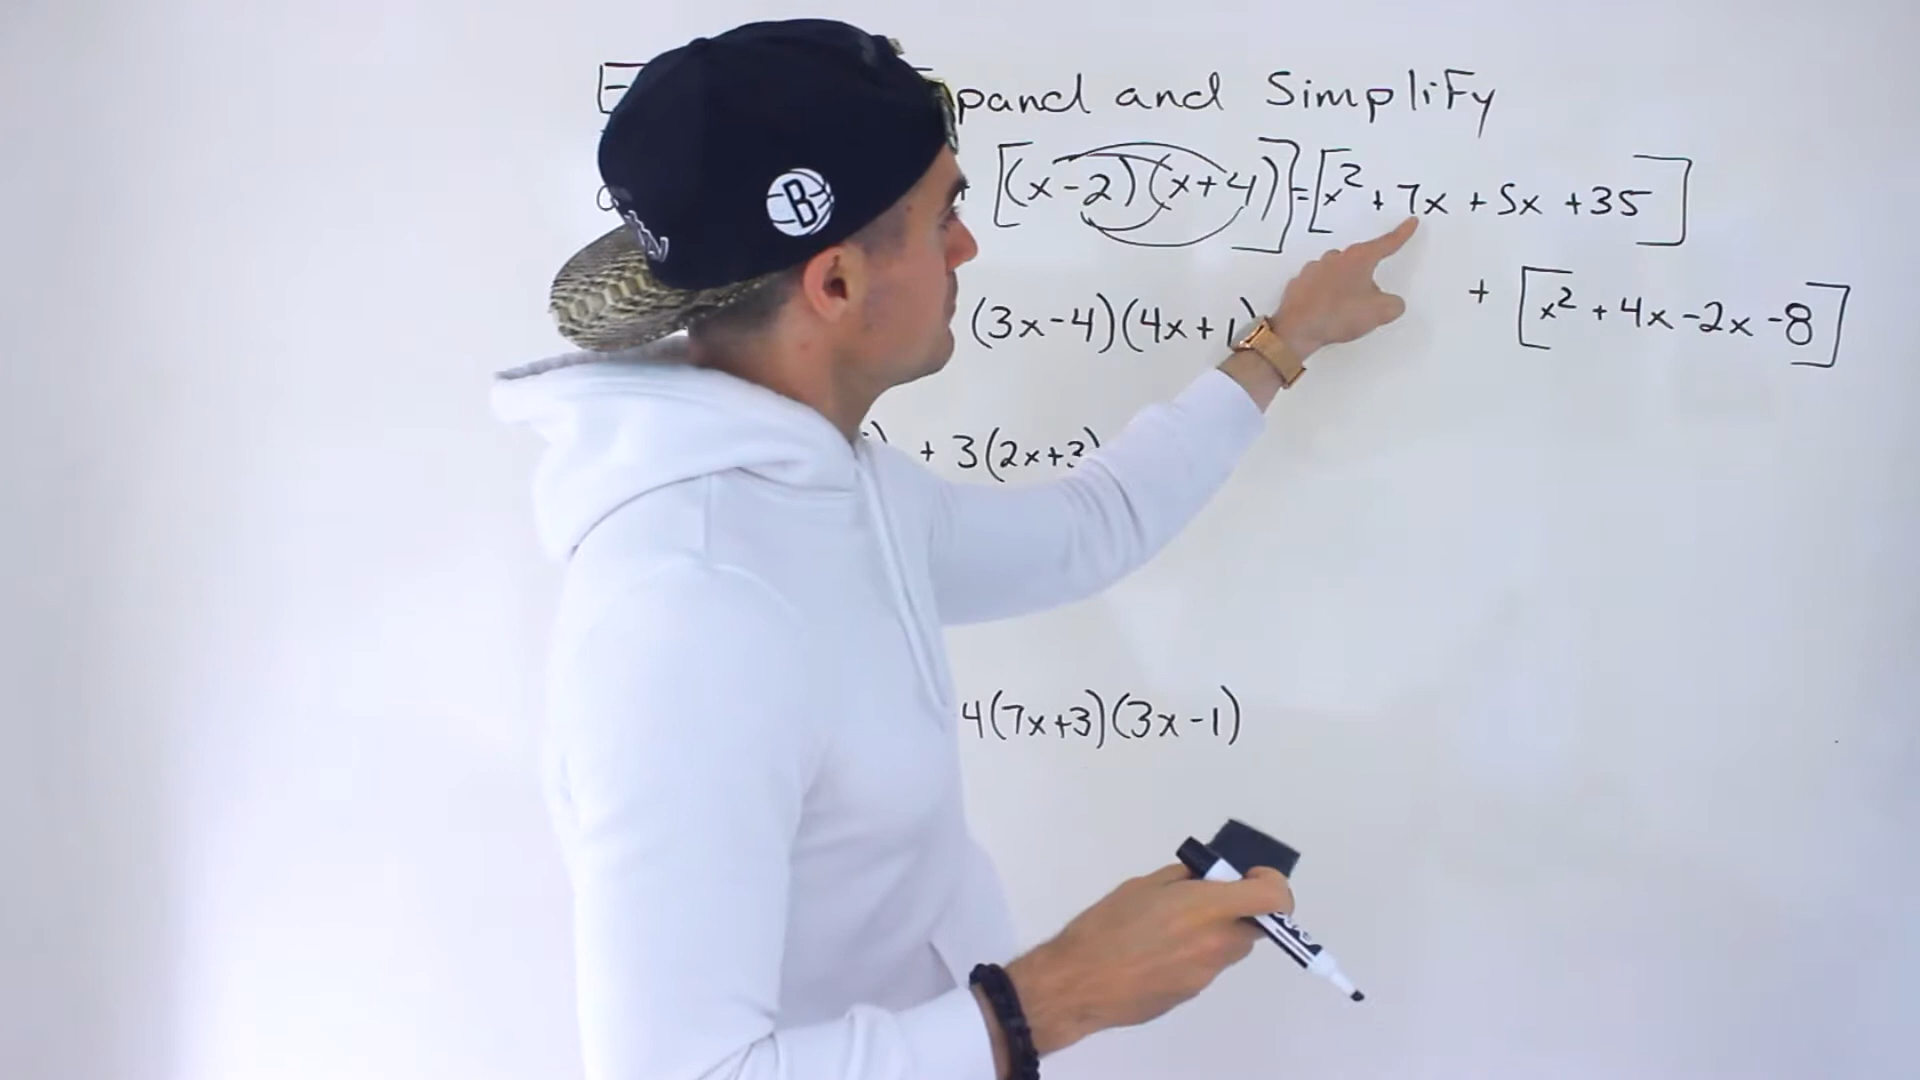 pand and Simplify
[(x-2)(x+4)] = [x² + 7x + 5x + 35]
+ [x² + 4x - 2x - 8]
(3x-4)(4x+1)
+ 3(2x+3)
4(7x+3)(3x-1)
B